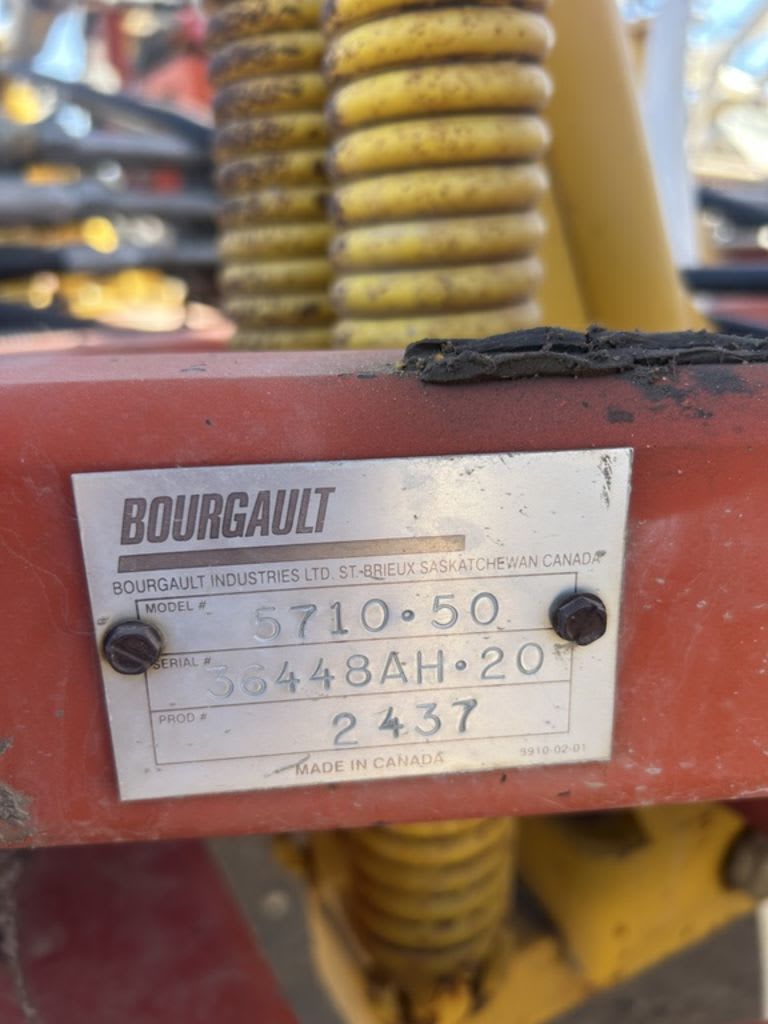 BOURGAULT
BOURGAULT INDUSTRIES LTD. ST-BRIEUX SASKATCHEWAN CANADA
MODEL # 5710·50
SERIAL # 36448AH·20
PROD # 2437
MADE IN CANADA 9910-02-01